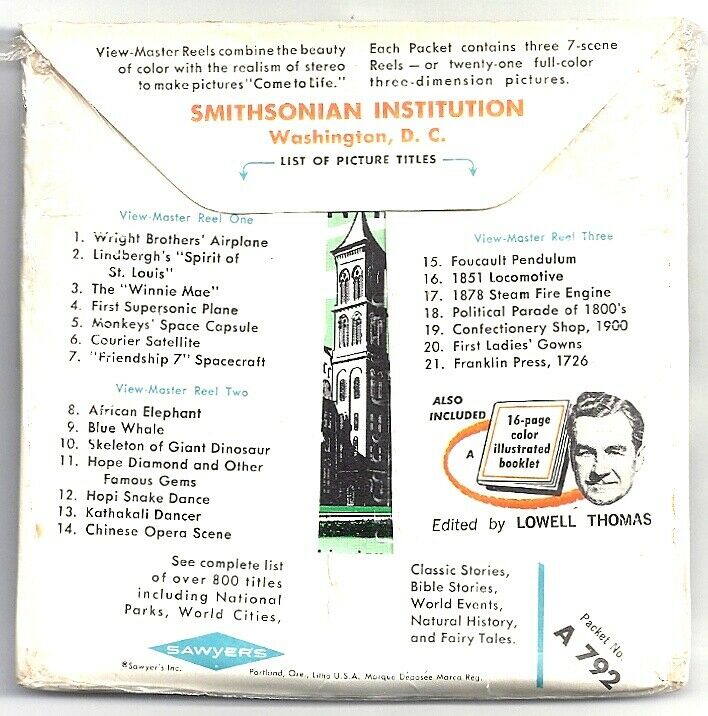 View-Master Reels combine the beauty
of color with the realism of stereo
to make pictures "Come to Life."
Each Packet contains three 7-scene
Reels — or twenty-one full-color
three-dimension pictures.
SMITHSONIAN INSTITUTION
Washington, D. C.
LIST OF PICTURE TITLES
View-Master Reel One
1. Wright Brothers' Airplane
2. Lindbergh's "Spirit of
St. Louis"
3. The "Winnie Mae"
4. First Supersonic Plane
5. Monkeys' Space Capsule
6. Courier Satellite
7. "Friendship 7" Spacecraft
View-Master Reel Two
8. African Elephant
9. Blue Whale
10. Skeleton of Giant Dinosaur
11. Hope Diamond and Other
Famous Gems
12. Hopi Snake Dance
13. Kathakali Dancer
14. Chinese Opera Scene
View-Master Reel Three
15. Foucault Pendulum
16. 1851 Locomotive
17. 1878 Steam Fire Engine
18. Political Parade of 1800's
19. Confectionery Shop, 1900
20. First Ladies' Gowns
21. Franklin Press, 1726
ALSO
INCLUDED
A
16-page
color
illustrated
booklet
Edited by LOWELL THOMAS
See complete list
of over 800 titles
including National
Parks, World Cities,
Classic Stories,
Bible Stories,
World Events,
Natural History,
and Fairy Tales.
Packet No.
A 792
SAWYER'S
®Sawyer's Inc.
Portland, Ore., Litho U.S.A. Marque Déposée Marca Reg.